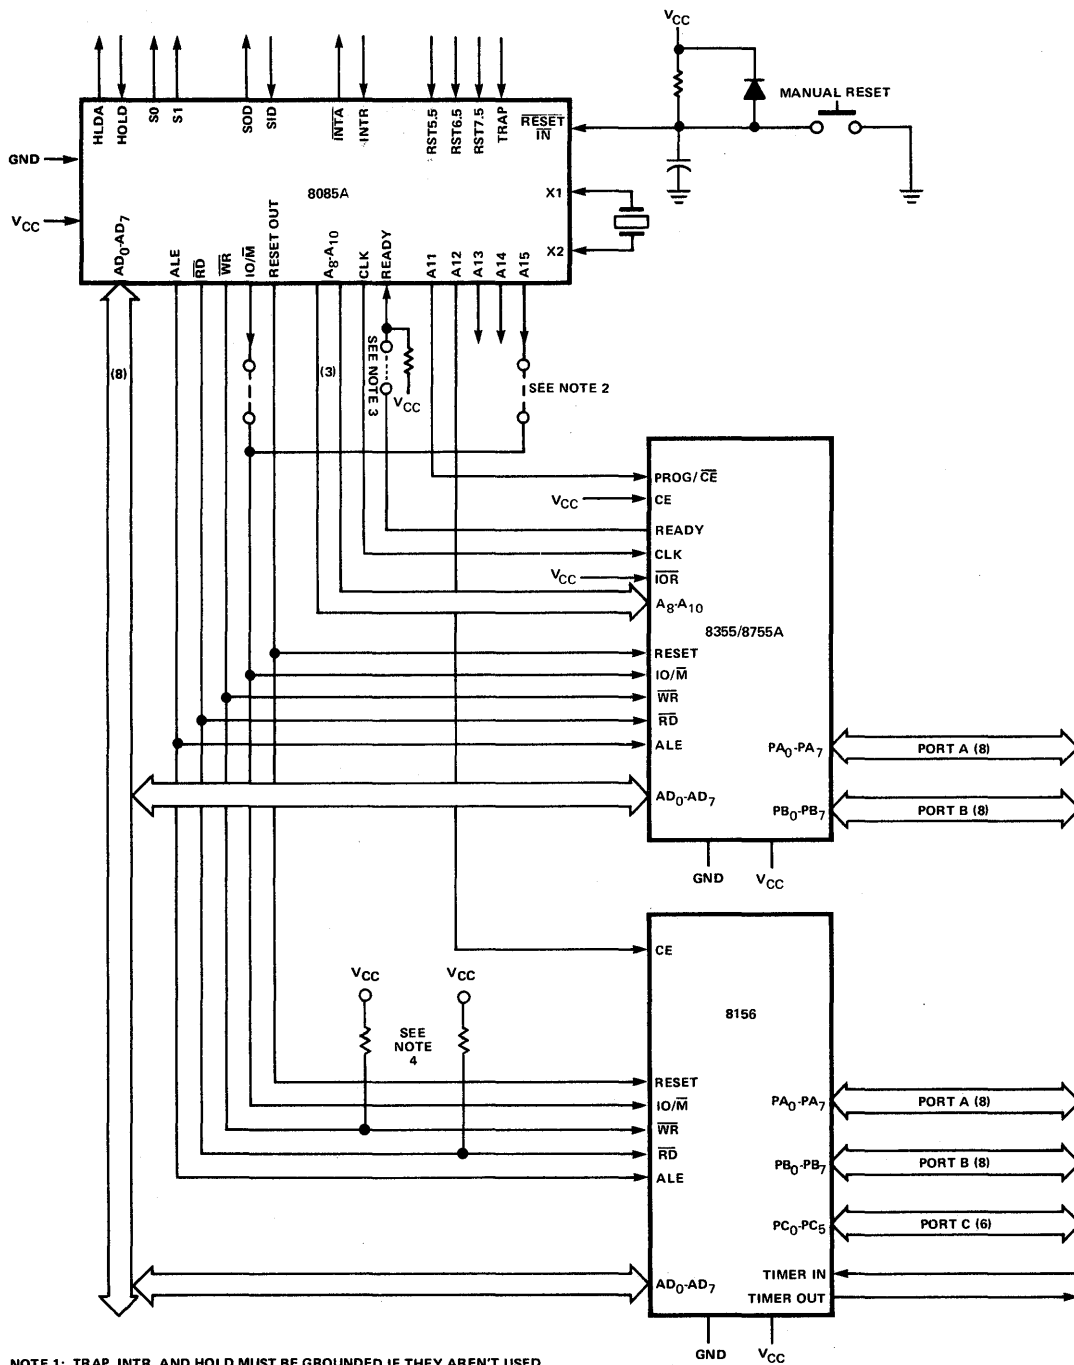 VCC
MANUAL RESET
HLDA
HOLD
S0
S1
SOD
SID
INTA
INTR
RST5.5
RST6.5
RST7.5
TRAP
RESET
IN
GND
VCC
8085A
X1
X2
AD0-AD7
ALE
RD
WR
IO/M
RESET OUT
A8-A10
CLK
READY
A11
A12
A13
A14
A15
(8)
(3)
SEE NOTE 3
VCC
SEE NOTE 2
PROG/CE
VCC
CE
READY
CLK
VCC
IOR
A8-A10
8355/8755A
RESET
IO/M
WR
RD
ALE
PA0-PA7
PORT A (8)
AD0-AD7
PB0-PB7
PORT B (8)
GND
VCC
CE
VCC
VCC
8156
SEE
NOTE
4
RESET
IO/M
PA0-PA7
PORT A (8)
WR
RD
PB0-PB7
PORT B (8)
ALE
PC0-PC5
PORT C (6)
AD0-AD7
TIMER IN
TIMER OUT
GND
VCC
NOTE 1: TRAP, INTR, AND HOLD MUST BE GROUNDED IF THEY AREN'T USED.